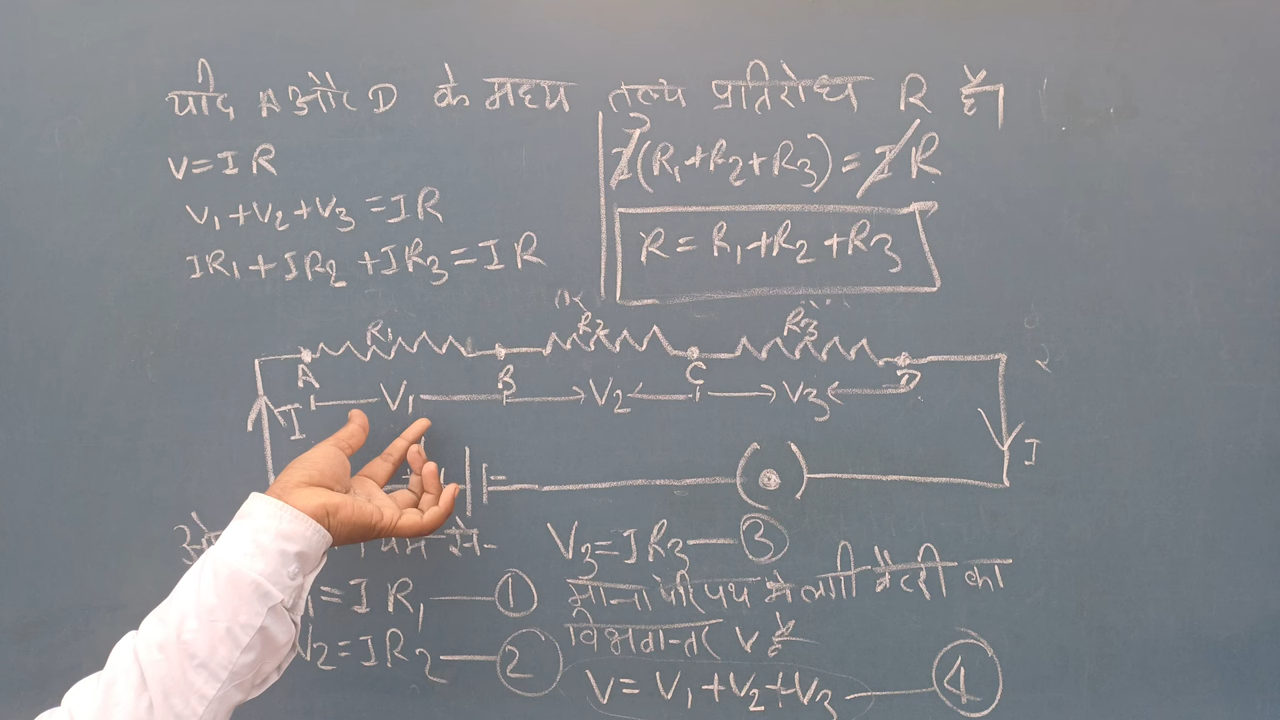 यदि A और D के मध्य तुल्य प्रतिरोध R है।
V=IR
V₁+V₂+V₃=IR
IR₁+IR₂+IR₃=IR
I(R₁+R₂+R₃)=IR
R=R₁+R₂+R₃
R₁ R₂ R₃
A B C D
I V₁ V₂ V₃
+ - I
नियम से-
V₁=IR₁ — ①
V₂=IR₂ — ②
V₃=IR₃ — ③
माना परिपथ मे लगी बैटरी का
विभवान्तर V है
V=V₁+V₂+V₃ — ④